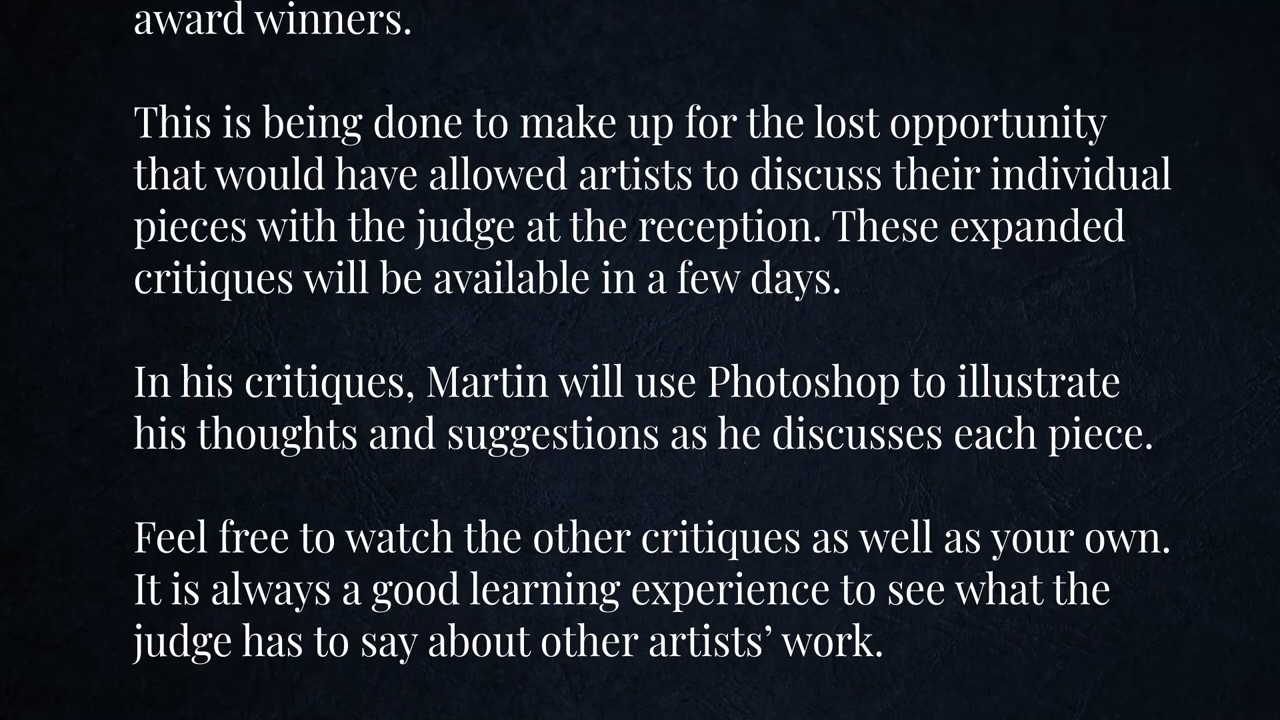 award winners.
This is being done to make up for the lost opportunity
that would have allowed artists to discuss their individual
pieces with the judge at the reception. These expanded
critiques will be available in a few days.
In his critiques, Martin will use Photoshop to illustrate
his thoughts and suggestions as he discusses each piece.
Feel free to watch the other critiques as well as your own.
It is always a good learning experience to see what the
judge has to say about other artists’ work.